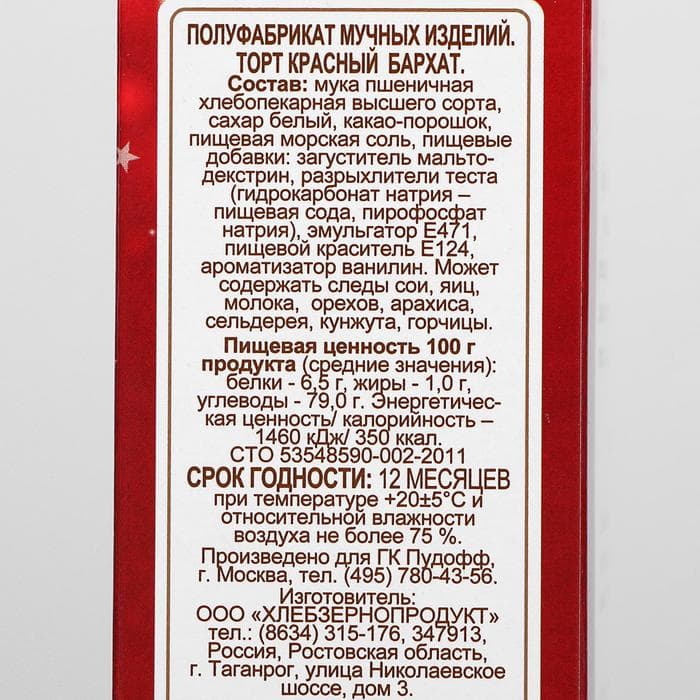 ПОЛУФАБРИКАТ МУЧНЫХ ИЗДЕЛИЙ.
ТОРТ КРАСНЫЙ БАРХАТ.
Состав: мука пшеничная
хлебопекарная высшего сорта,
сахар белый, какао-порошок,
пищевая морская соль, пищевые
добавки: загуститель мальто-
декстрин, разрыхлители теста
(гидрокарбонат натрия –
пищевая сода, пирофосфат
натрия), эмульгатор Е471,
пищевой краситель Е124,
ароматизатор ванилин. Может
содержать следы сои, яиц,
молока, орехов, арахиса,
сельдерея, кунжута, горчицы.
Пищевая ценность 100 г
продукта (средние значения):
белки - 6,5 г, жиры - 1,0 г,
углеводы - 79,0 г. Энергетичес-
кая ценность/ калорийность –
1460 кДж/ 350 ккал.
СТО 53548590-002-2011
СРОК ГОДНОСТИ: 12 МЕСЯЦЕВ
при температуре +20±5°С и
относительной влажности
воздуха не более 75 %.
Произведено для ГК Пудофф,
г. Москва, тел. (495) 780-43-56.
Изготовитель:
ООО «ХЛЕБЗЕРНОПРОДУКТ»
тел.: (8634) 315-176, 347913,
Россия, Ростовская область,
г. Таганрог, улица Николаевское
шоссе, дом 3.